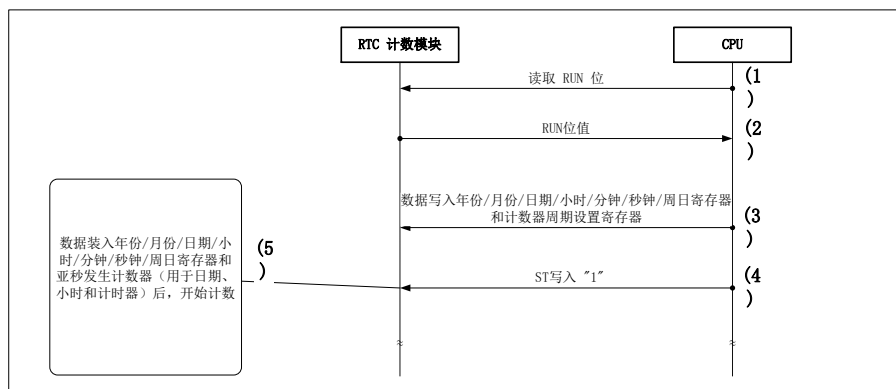 RTC 计数模块
CPU
读取 RUN 位
(1
)
RUN位值
(2
)
数据写入年份/月份/日期/小时/分钟/秒钟/周日寄存器
和计数器周期设置寄存器
(3
)
数据装入年份/月份/日期/小
时/分钟/秒钟/周日寄存器和
亚秒发生计数器（用于日期、
小时和计时器）后，开始计数
(5
)
ST写入 "1"
(4
)